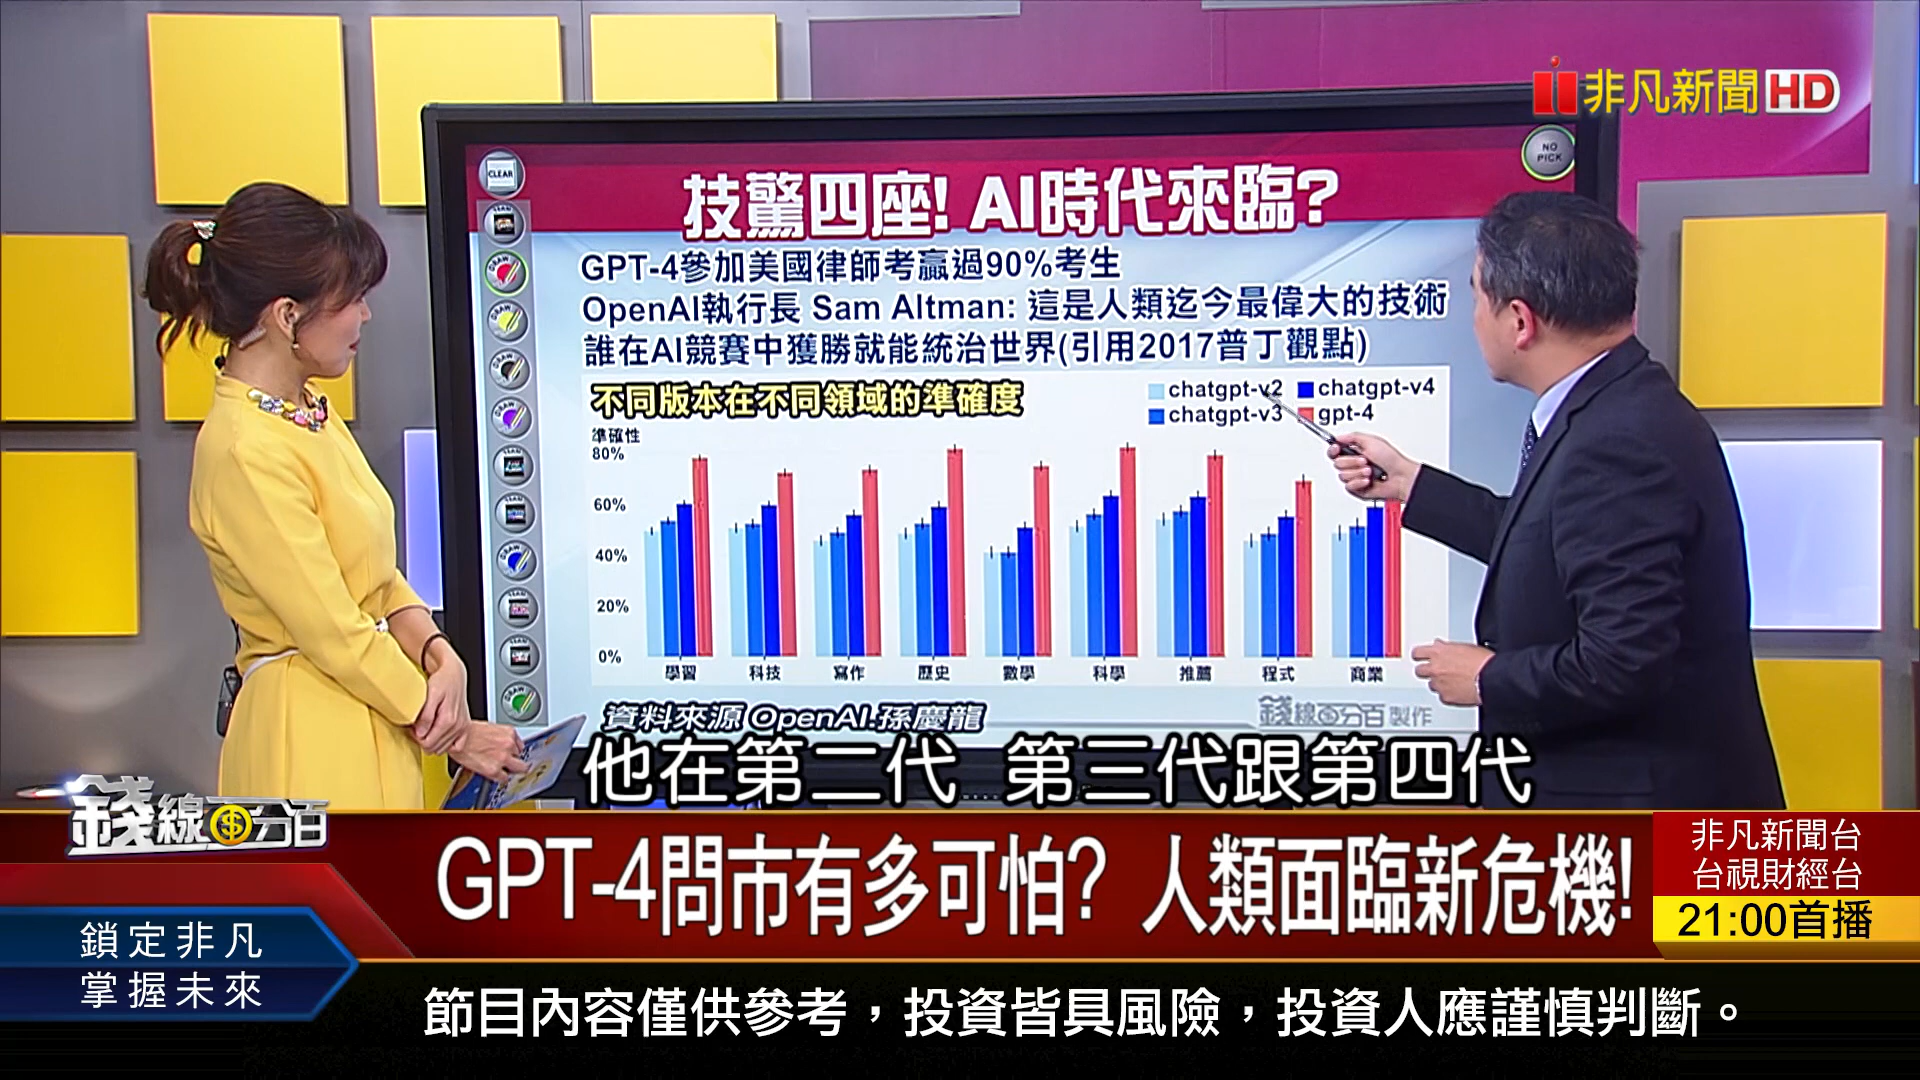 非凡新聞HD
CLEAR
NO PICK
技驚四座! AI時代來臨?
GPT-4參加美國律師考贏過90%考生
OpenAI執行長 Sam Altman: 這是人類迄今最偉大的技術
誰在AI競賽中獲勝就能統治世界(引用2017普丁觀點)
不同版本在不同領域的準確度
chatgpt-v2 chatgpt-v4
chatgpt-v3 gpt-4
準確性
80%
60%
40%
20%
0%
學習 科技 寫作 歷史 數學 科學 推薦 程式 商業
資料來源 OpenAI.孫慶龍
錢線百分百 製作
他在第二代 第三代跟第四代
錢線百分百
GPT-4問市有多可怕? 人類面臨新危機!
非凡新聞台
台視財經台
21:00首播
鎖定非凡
掌握未來
節目內容僅供參考，投資皆具風險，投資人應謹慎判斷。